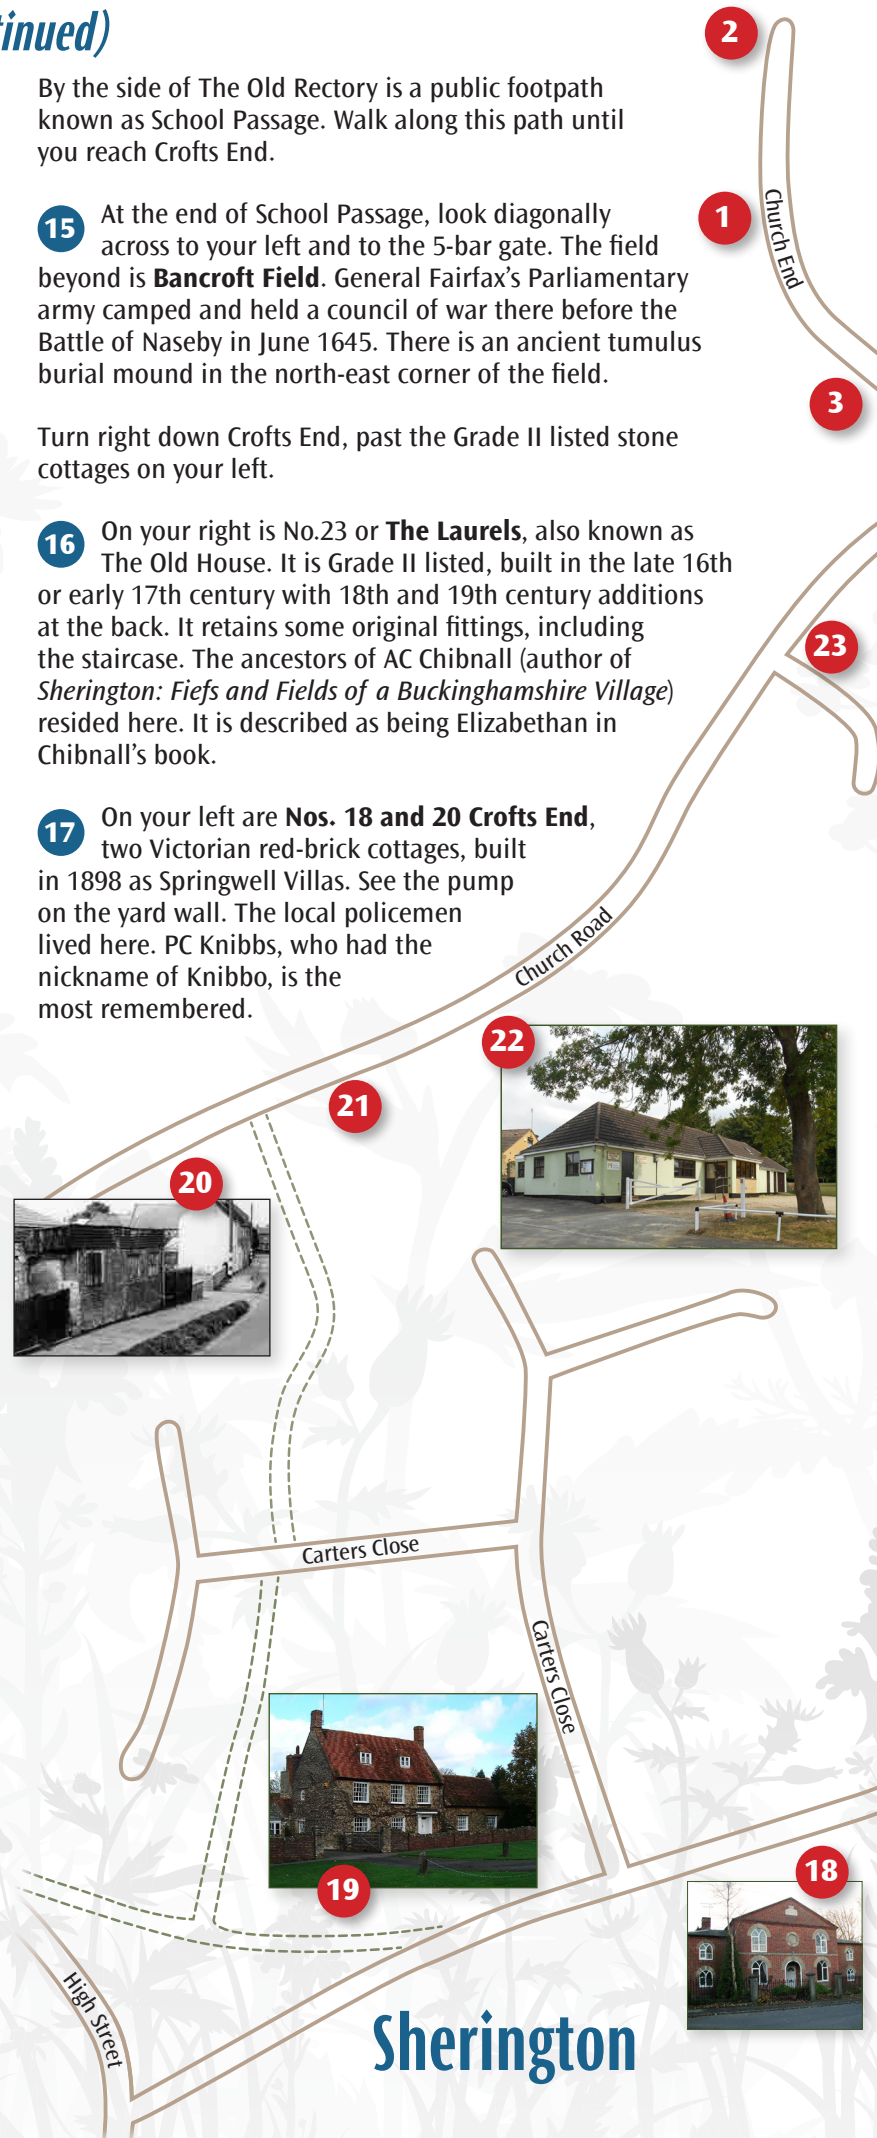 tinued)
By the side of The Old Rectory is a public footpath
known as School Passage. Walk along this path until
you reach Crofts End.
15 At the end of School Passage, look diagonally
across to your left and to the 5-bar gate. The field
beyond is Bancroft Field. General Fairfax's Parliamentary
army camped and held a council of war there before the
Battle of Naseby in June 1645. There is an ancient tumulus
burial mound in the north-east corner of the field.
Turn right down Crofts End, past the Grade II listed stone
cottages on your left.
16 On your right is No.23 or The Laurels, also known as
The Old House. It is Grade II listed, built in the late 16th
or early 17th century with 18th and 19th century additions
at the back. It retains some original fittings, including
the staircase. The ancestors of AC Chibnall (author of
Sherington: Fiefs and Fields of a Buckinghamshire Village)
resided here. It is described as being Elizabethan in
Chibnall's book.
17 On your left are Nos. 18 and 20 Crofts End,
two Victorian red-brick cottages, built
in 1898 as Springwell Villas. See the pump
on the yard wall. The local policemen
lived here. PC Knibbs, who had the
nickname of Knibbo, is the
most remembered.
2
1
Church End
3
23
Church Road
22
21
20
Carters Close
Carters Close
19
18
High Street
Sherington